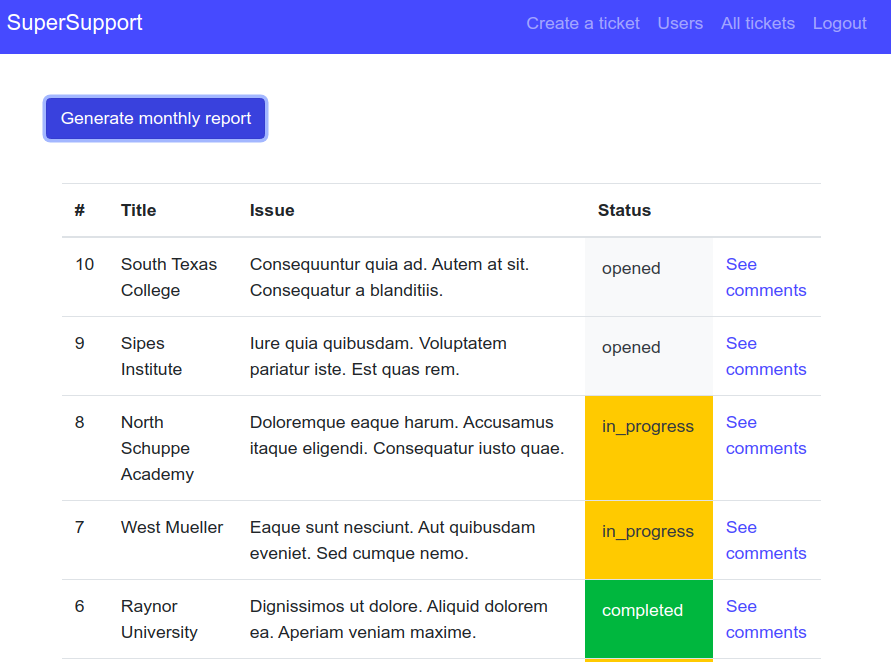 SuperSupport
Create a ticket Users All tickets Logout
Generate monthly report
# Title Issue Status
10 South Texas College Consequuntur quia ad. Autem at sit. Consequatur a blanditiis. opened See comments
9 Sipes Institute Iure quia quibusdam. Voluptatem pariatur iste. Est quas rem. opened See comments
8 North Schuppe Academy Doloremque eaque harum. Accusamus itaque eligendi. Consequatur iusto quae. in_progress See comments
7 West Mueller Eaque sunt nesciunt. Aut quibusdam eveniet. Sed cumque nemo. in_progress See comments
6 Raynor University Dignissimos ut dolore. Aliquid dolorem ea. Aperiam veniam maxime. completed See comments